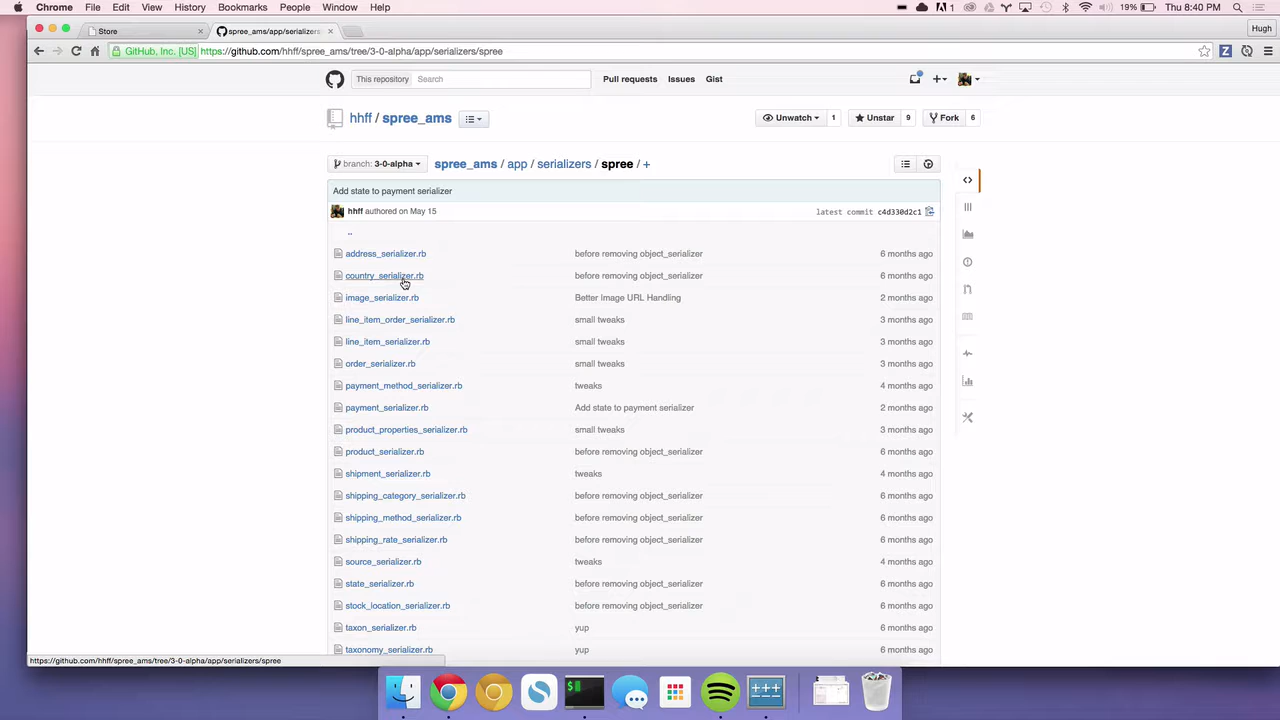 Chrome File Edit View History Bookmarks People Window Help 1 19% Thu 8:40 PM
Store × spree_ams/app/serializers × Hugh
GitHub, Inc. [US] https://github.com/hhff/spree_ams/tree/3-0-alpha/app/serializers/spree Z
This repository Search Pull requests Issues Gist
hhff / spree_ams Unwatch 1 Unstar 9 Fork 6
branch: 3-0-alpha spree_ams / app / serializers / spree / +
Add state to payment serializer
hhff authored on May 15 latest commit c4d330d2c1
..
address_serializer.rb before removing object_serializer 6 months ago
country_serializer.rb before removing object_serializer 6 months ago
image_serializer.rb Better Image URL Handling 2 months ago
line_item_order_serializer.rb small tweaks 3 months ago
line_item_serializer.rb small tweaks 3 months ago
order_serializer.rb small tweaks 3 months ago
payment_method_serializer.rb tweaks 4 months ago
payment_serializer.rb Add state to payment serializer 2 months ago
product_properties_serializer.rb small tweaks 3 months ago
product_serializer.rb before removing object_serializer 6 months ago
shipment_serializer.rb tweaks 4 months ago
shipping_category_serializer.rb before removing object_serializer 6 months ago
shipping_method_serializer.rb before removing object_serializer 6 months ago
shipping_rate_serializer.rb before removing object_serializer 6 months ago
source_serializer.rb tweaks 4 months ago
state_serializer.rb before removing object_serializer 6 months ago
stock_location_serializer.rb before removing object_serializer 6 months ago
taxon_serializer.rb yup 6 months ago
taxonomy_serializer.rb yup 6 months ago
https://github.com/hhff/spree_ams/tree/3-0-alpha/app/serializers/spree